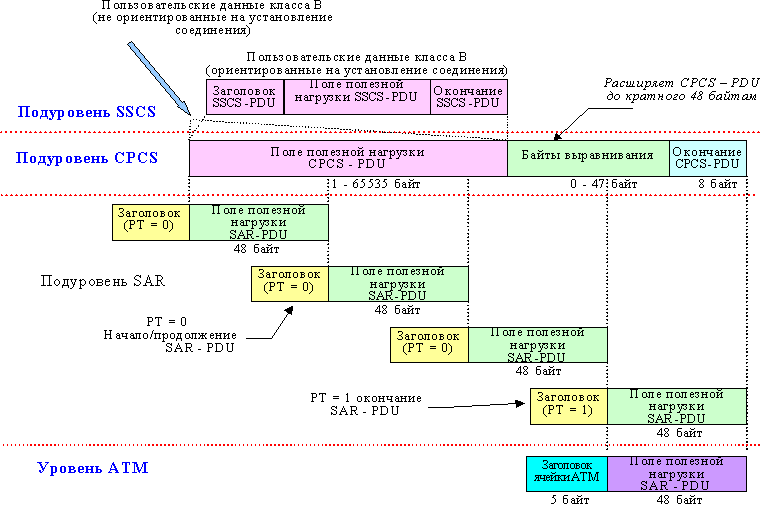 Пользовательские данные класса В
(не ориентированные на установление
соединения)
Пользовательские данные класса В
(ориентированные на установление соединения)
Заголовок
SSCS -PDU
Поле полезной
нагрузки SSCS-PDU
Окончание
SSCS -PDU
Расширяет CPCS – PDU
до кратного 48 байтам
Подуровень SSCS
Подуровень CPCS
Поле полезной нагрузки
CPCS - PDU
Байты выравнивания
Окончание
CPCS-PDU
1 - 65535 байт
0 - 47 байт
8 байт
Заголовок
(PT = 0)
Поле полезной
нагрузки
SAR-PDU
48 байт
Подуровень SAR
Заголовок
(PT = 0)
Поле полезной
нагрузки
SAR-PDU
48 байт
PT = 0
Начало/продолжение
SAR - PDU
Заголовок
(PT = 0)
Поле полезной
нагрузки
SAR-PDU
48 байт
PT = 1 окончание
SAR - PDU
Заголовок
(PT = 1)
Поле полезной
нагрузки
SAR-PDU
48 байт
Уровень ATM
Заголовок
ячейки ATM
Поле полезной
нагрузки
SAR - PDU
5 байт
48 байт